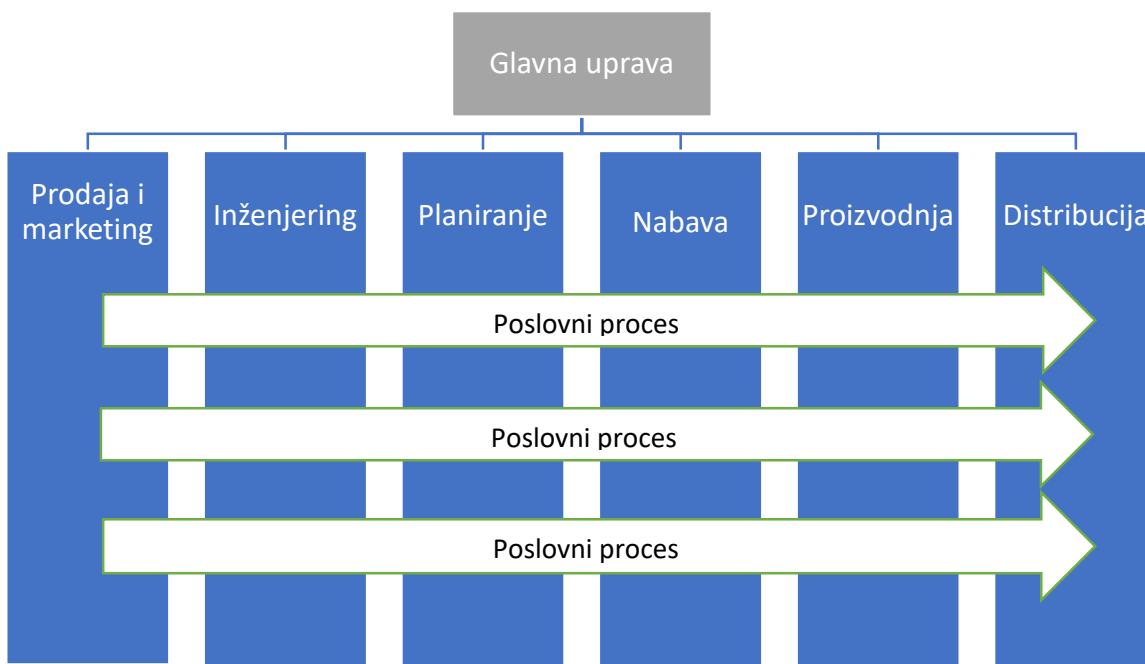 Glavna uprava
Prodaja i
marketing
Inženjering
Planiranje
Nabava
Proizvodnja
Distribucija
Poslovni proces
Poslovni proces
Poslovni proces